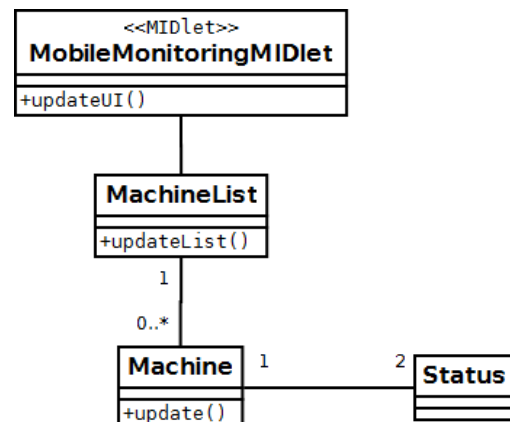 <<MIDlet>>
MobileMonitoringMIDlet
+updateUI()
MachineList
+updateList()
1
0..*
Machine
1
2
Status
+update()